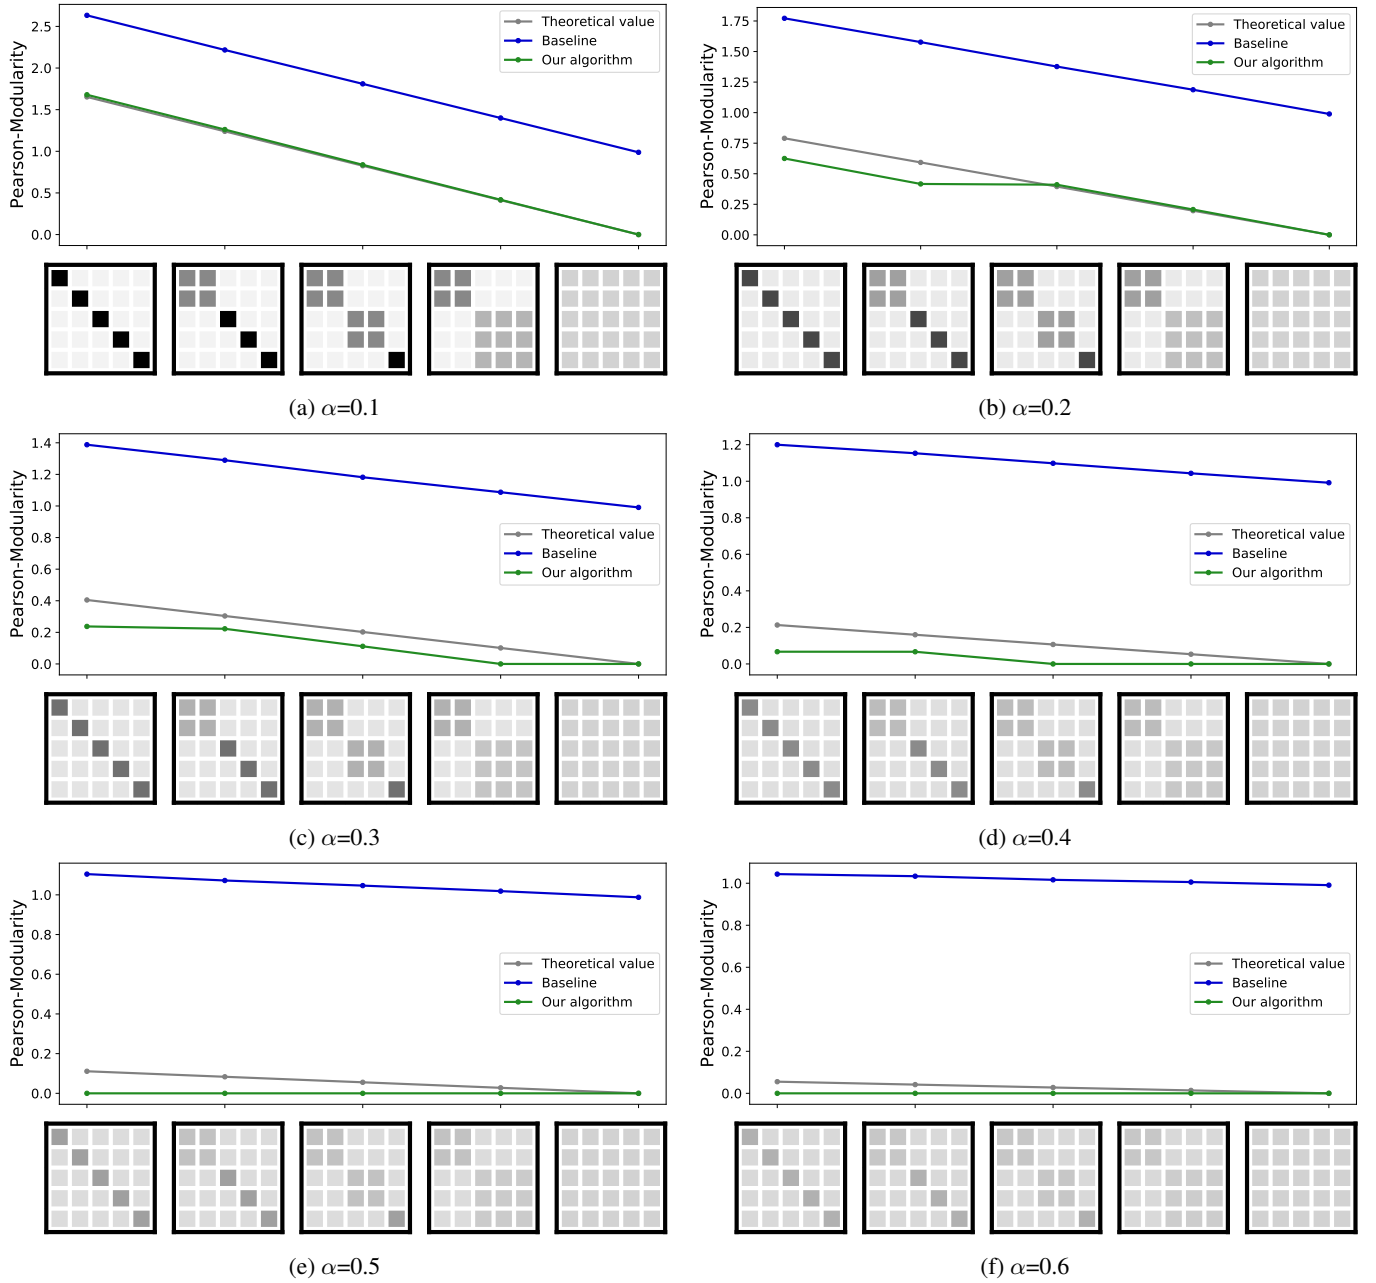 Pearson-Modularity
2.5
2.0
1.5
1.0
0.5
0.0
Theoretical value
Baseline
Our algorithm
(a) α=0.1
Pearson-Modularity
1.75
1.50
1.25
1.00
0.75
0.50
0.25
0.00
Theoretical value
Baseline
Our algorithm
(b) α=0.2
Pearson-Modularity
1.4
1.2
1.0
0.8
0.6
0.4
0.2
0.0
Theoretical value
Baseline
Our algorithm
(c) α=0.3
Pearson-Modularity
1.2
1.0
0.8
0.6
0.4
0.2
0.0
Theoretical value
Baseline
Our algorithm
(d) α=0.4
Pearson-Modularity
1.0
0.8
0.6
0.4
0.2
0.0
Theoretical value
Baseline
Our algorithm
(e) α=0.5
Pearson-Modularity
1.0
0.8
0.6
0.4
0.2
0.0
Theoretical value
Baseline
Our algorithm
(f) α=0.6